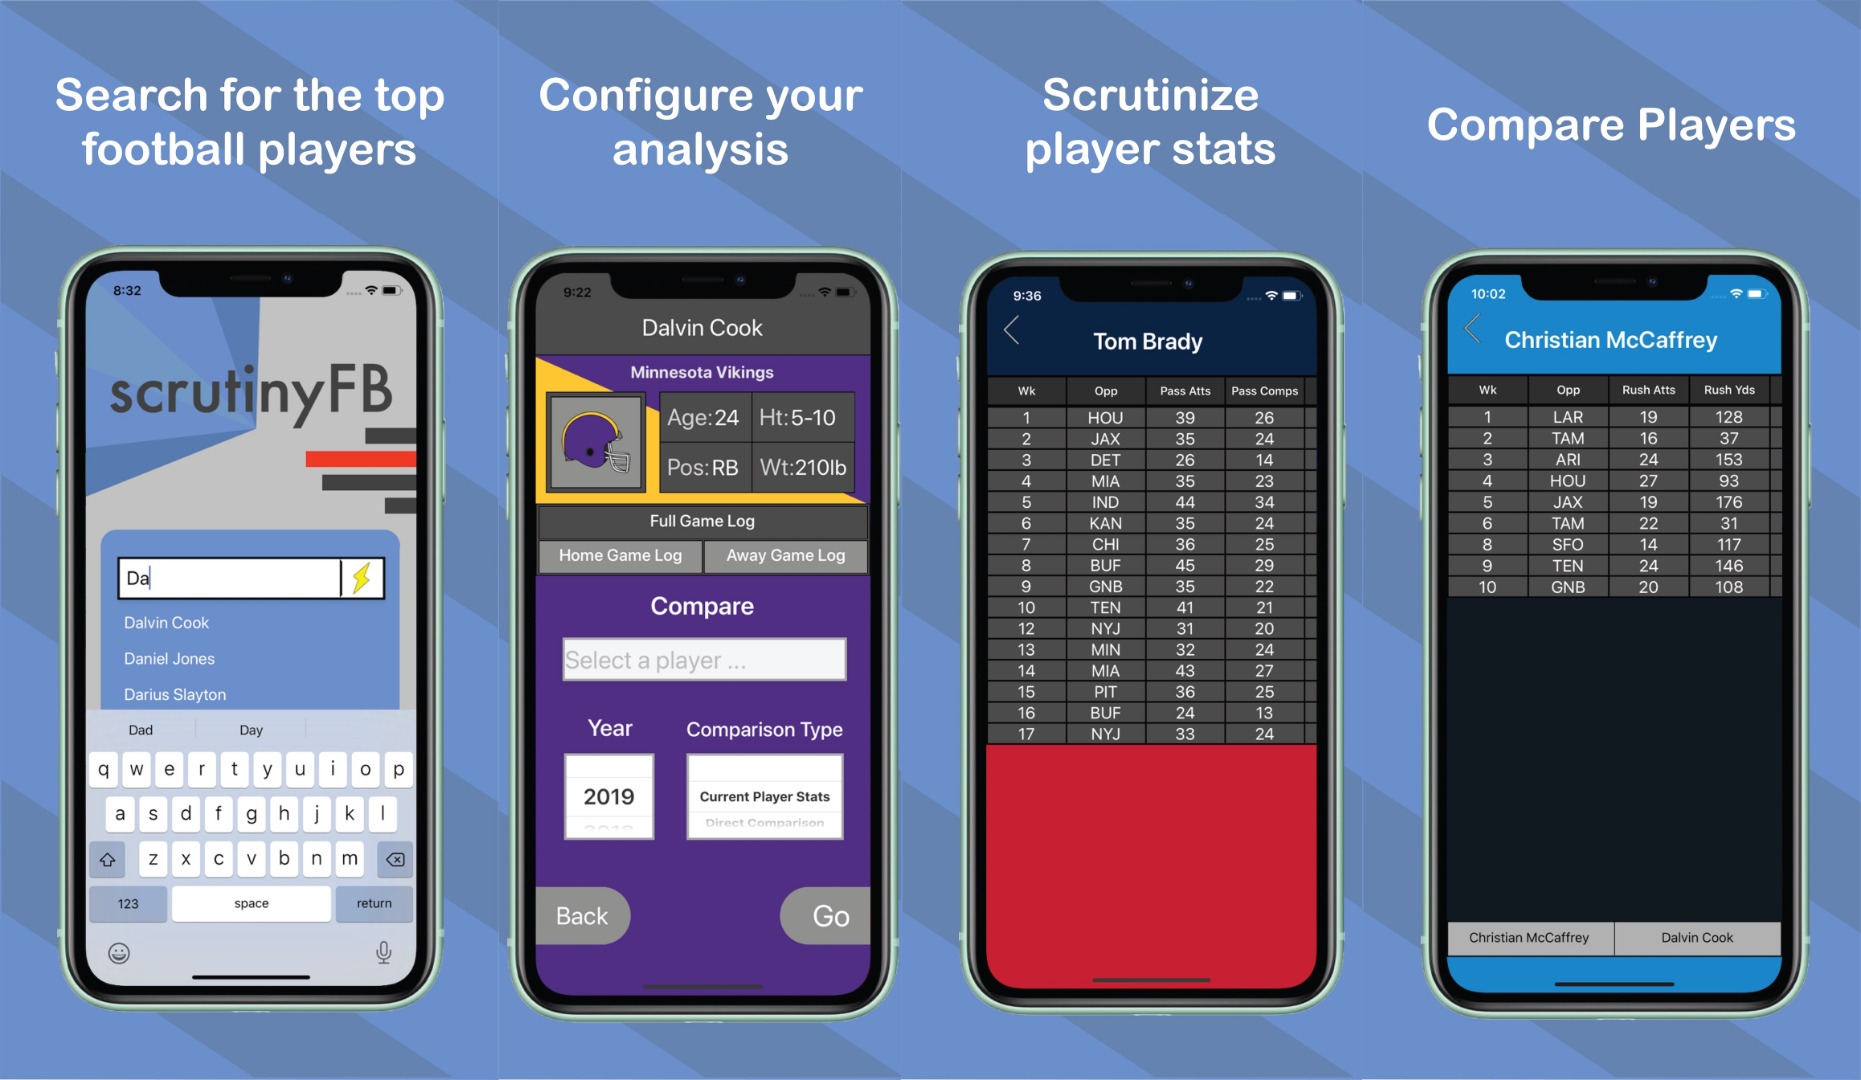 Search for the top
football players
8:32
scrutinyFB
Da
Dalvin Cook
Daniel Jones
Darius Slayton
Dad Day
q w e r t y u i o p
a s d f g h j k l
z x c v b n m
123 space return
Configure your
analysis
9:22
Dalvin Cook
Minnesota Vikings
Age:24 Ht:5-10
Pos:RB Wt:210lb
Full Game Log
Home Game Log Away Game Log
Compare
Select a player ...
Year Comparison Type
2019 Current Player Stats
2018 Direct Comparison
Back Go
Scrutinize
player stats
9:36
Tom Brady
Wk Opp Pass Atts Pass Comps
1 HOU 39 26
2 JAX 35 24
3 DET 26 14
4 MIA 35 23
5 IND 44 34
6 KAN 35 24
7 CHI 36 25
8 BUF 45 29
9 GNB 35 22
10 TEN 41 21
12 NYJ 31 20
13 MIN 32 24
14 MIA 43 27
15 PIT 36 25
16 BUF 24 13
17 NYJ 33 24
Compare Players
10:02
Christian McCaffrey
Wk Opp Rush Atts Rush Yds
1 LAR 19 128
2 TAM 16 37
3 ARI 24 153
4 HOU 27 93
5 JAX 19 176
6 TAM 22 31
8 SFO 14 117
9 TEN 24 146
10 GNB 20 108
Christian McCaffrey Dalvin Cook